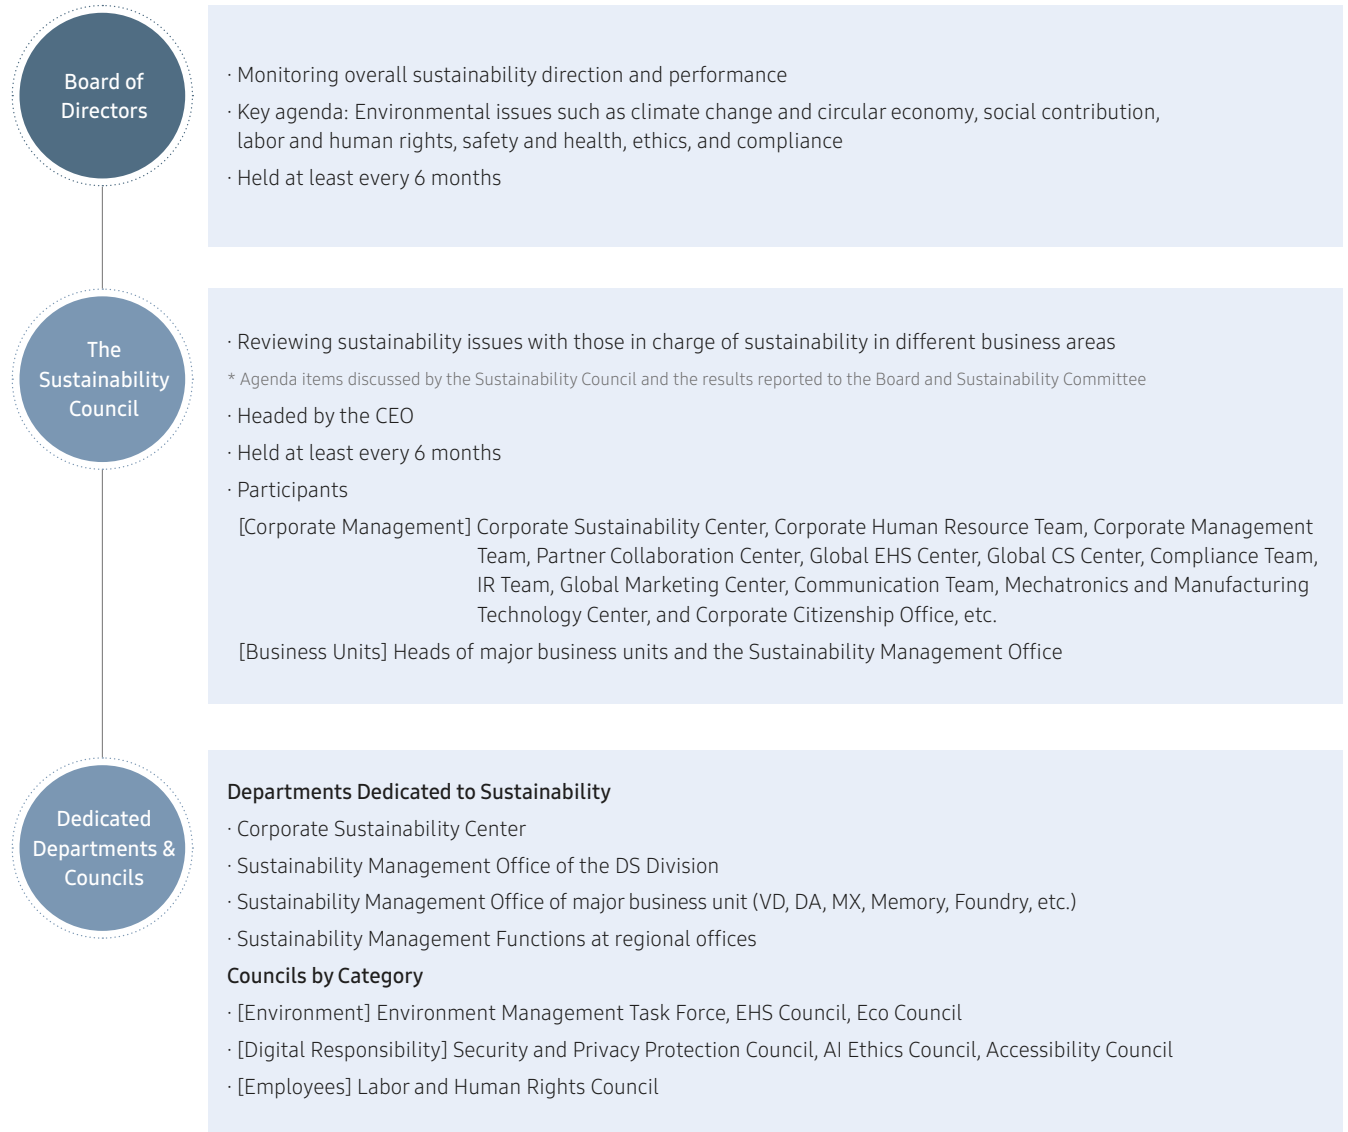 Board of
Directors
· Monitoring overall sustainability direction and performance
· Key agenda: Environmental issues such as climate change and circular economy, social contribution,
labor and human rights, safety and health, ethics, and compliance
· Held at least every 6 months
The
Sustainability
Council
· Reviewing sustainability issues with those in charge of sustainability in different business areas
* Agenda items discussed by the Sustainability Council and the results reported to the Board and Sustainability Committee
· Headed by the CEO
· Held at least every 6 months
· Participants
[Corporate Management] Corporate Sustainability Center, Corporate Human Resource Team, Corporate Management
Team, Partner Collaboration Center, Global EHS Center, Global CS Center, Compliance Team,
IR Team, Global Marketing Center, Communication Team, Mechatronics and Manufacturing
Technology Center, and Corporate Citizenship Office, etc.
[Business Units] Heads of major business units and the Sustainability Management Office
Dedicated
Departments &
Councils
Departments Dedicated to Sustainability
· Corporate Sustainability Center
· Sustainability Management Office of the DS Division
· Sustainability Management Office of major business unit (VD, DA, MX, Memory, Foundry, etc.)
· Sustainability Management Functions at regional offices
Councils by Category
· [Environment] Environment Management Task Force, EHS Council, Eco Council
· [Digital Responsibility] Security and Privacy Protection Council, AI Ethics Council, Accessibility Council
· [Employees] Labor and Human Rights Council